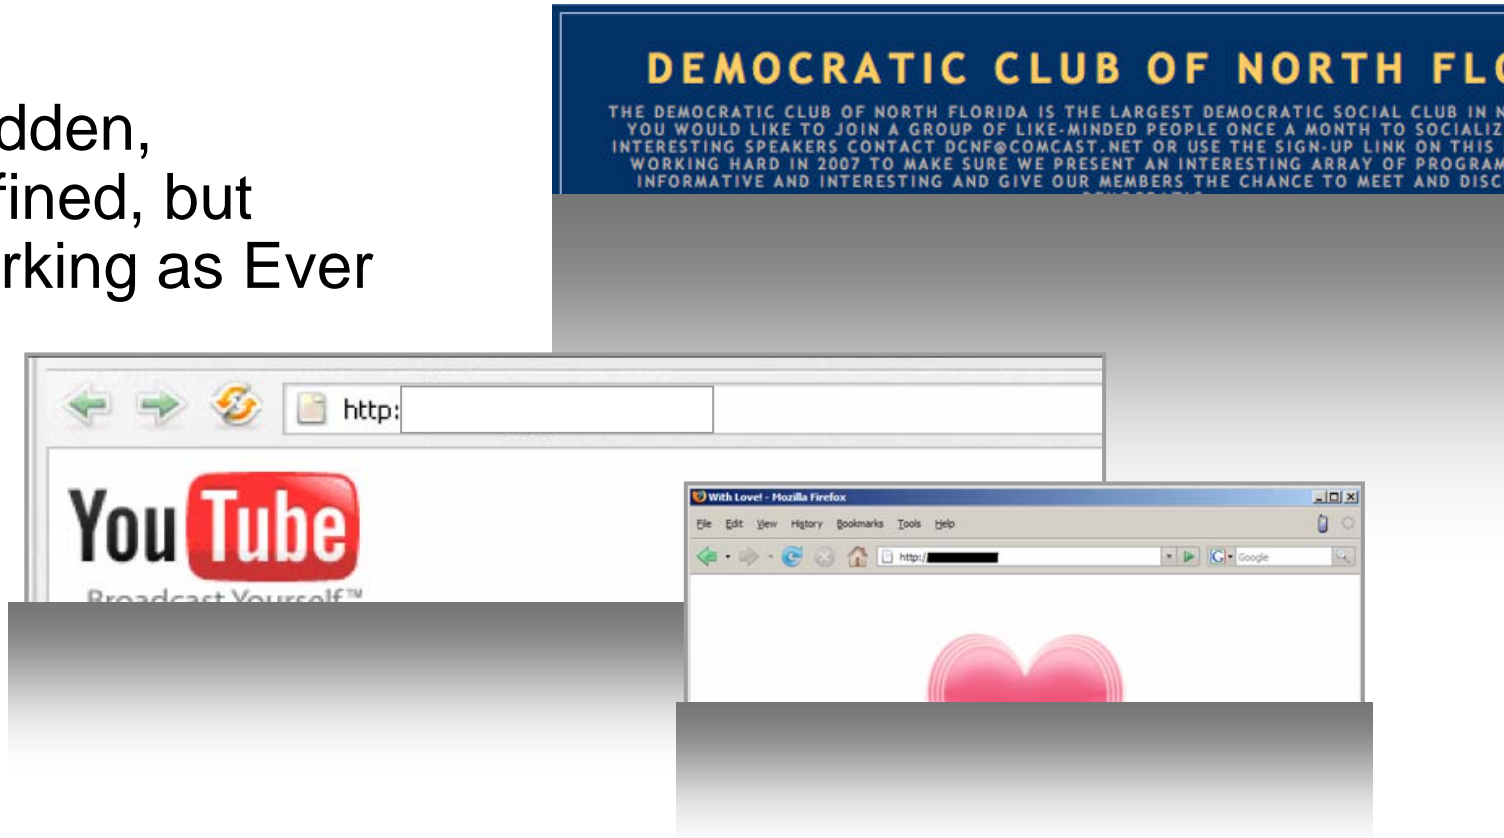 dden,
fined, but
rking as Ever
DEMOCRATIC CLUB OF NORTH FLO
THE DEMOCRATIC CLUB OF NORTH FLORIDA IS THE LARGEST DEMOCRATIC SOCIAL CLUB IN N
YOU WOULD LIKE TO JOIN A GROUP OF LIKE-MINDED PEOPLE ONCE A MONTH TO SOCIALIZ
INTERESTING SPEAKERS CONTACT DCNF@COMCAST.NET OR USE THE SIGN-UP LINK ON THIS
WORKING HARD IN 2007 TO MAKE SURE WE PRESENT AN INTERESTING ARRAY OF PROGRAM
INFORMATIVE AND INTERESTING AND GIVE OUR MEMBERS THE CHANCE TO MEET AND DISC
http:
YouTube
Broadcast Yourself™
With Love! - Mozilla Firefox
File Edit View History Bookmarks Tools Help
http:/
G Google